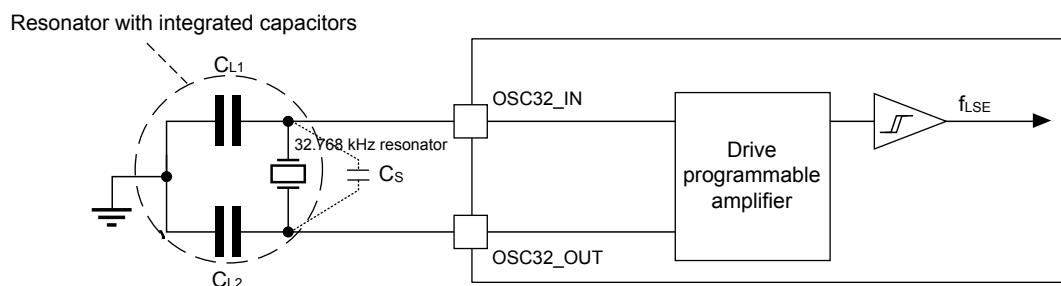 Resonator with integrated capacitors
CL1
OSC32_IN
fLSE
32.768 kHz resonator
CS
Drive
programmable
amplifier
OSC32_OUT
CL2